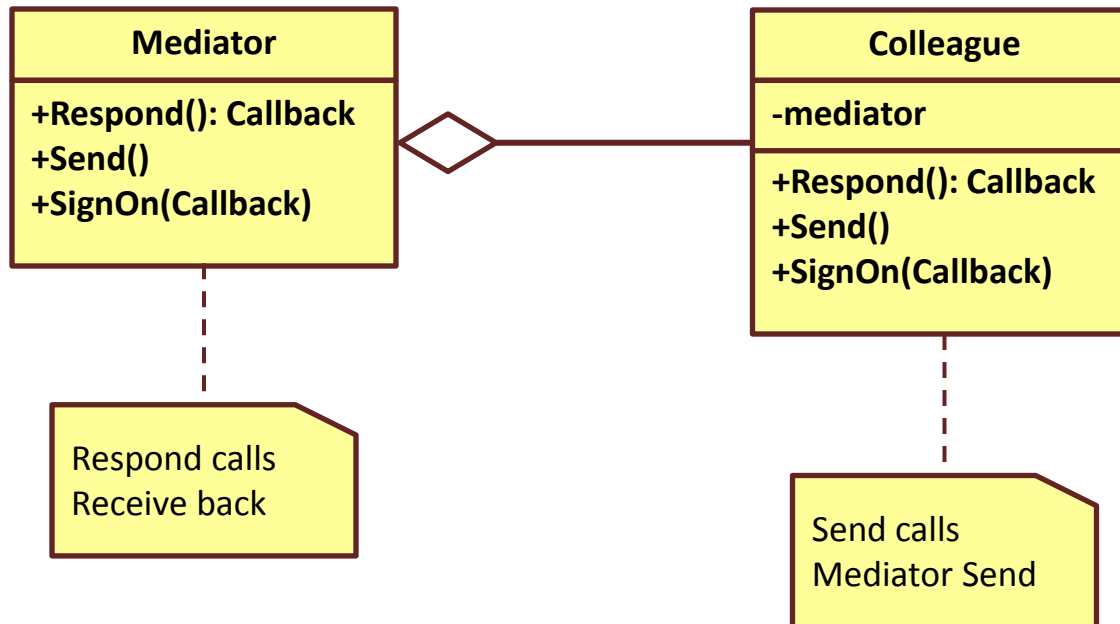 Mediator
+Respond(): Callback
+Send()
+SignOn(Callback)
Respond calls
Receive back
Colleague
-mediator
+Respond(): Callback
+Send()
+SignOn(Callback)
Send calls
Mediator Send